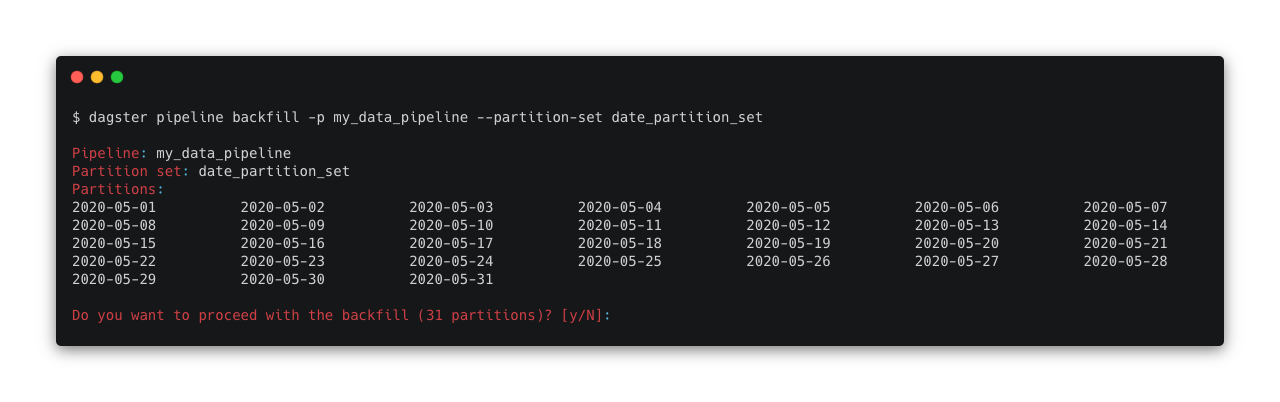 $ dagster pipeline backfill -p my_data_pipeline --partition-set date_partition_set
Pipeline: my_data_pipeline
Partition set: date_partition_set
Partitions:
2020-05-01 2020-05-02 2020-05-03 2020-05-04 2020-05-05 2020-05-06 2020-05-07
2020-05-08 2020-05-09 2020-05-10 2020-05-11 2020-05-12 2020-05-13 2020-05-14
2020-05-15 2020-05-16 2020-05-17 2020-05-18 2020-05-19 2020-05-20 2020-05-21
2020-05-22 2020-05-23 2020-05-24 2020-05-25 2020-05-26 2020-05-27 2020-05-28
2020-05-29 2020-05-30 2020-05-31
Do you want to proceed with the backfill (31 partitions)? [y/N]: